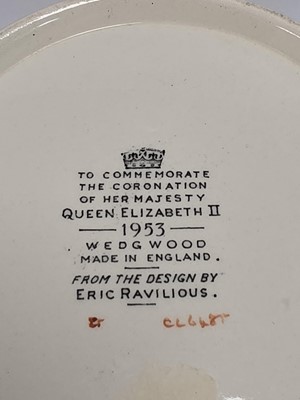 TO COMMEMORATE
THE CORONATION
OF HER MAJESTY
QUEEN ELIZABETH II
1953
WEDGWOOD
MADE IN ENGLAND.
FROM THE DESIGN BY
ERIC RAVILIOUS.